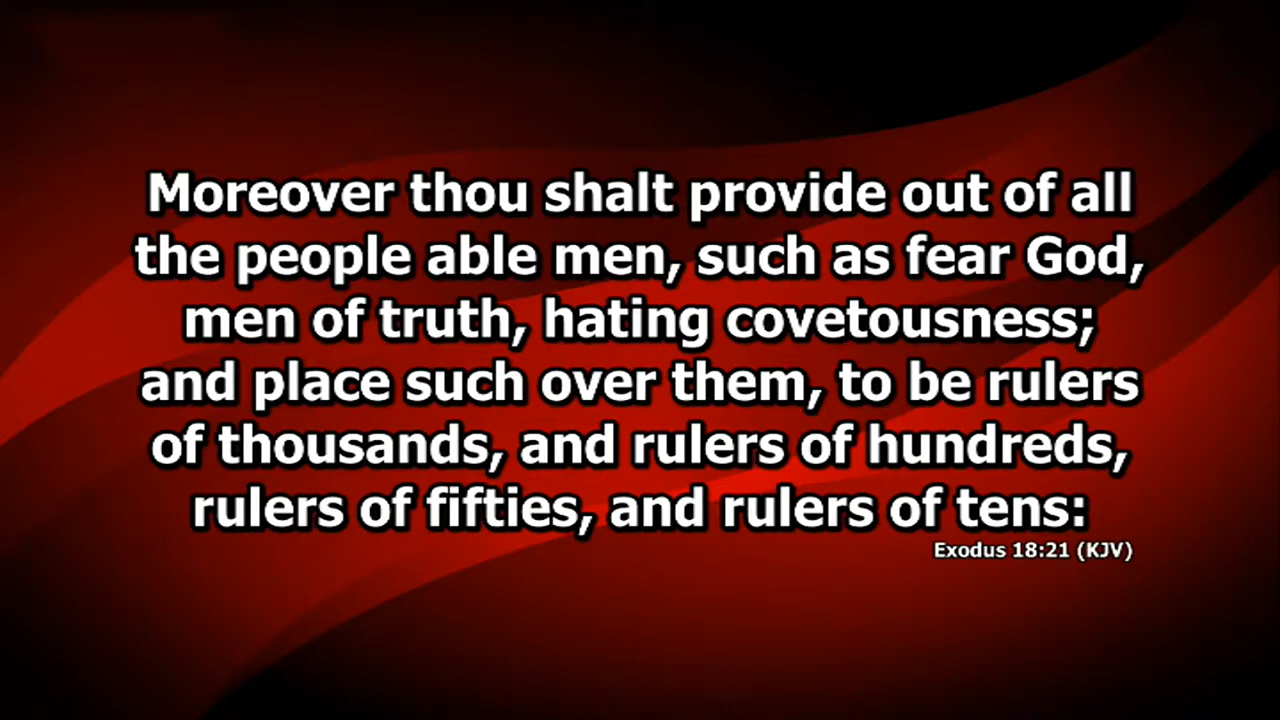 Moreover thou shalt provide out of all
the people able men, such as fear God,
men of truth, hating covetousness;
and place such over them, to be rulers
of thousands, and rulers of hundreds,
rulers of fifties, and rulers of tens:
Exodus 18:21 (KJV)